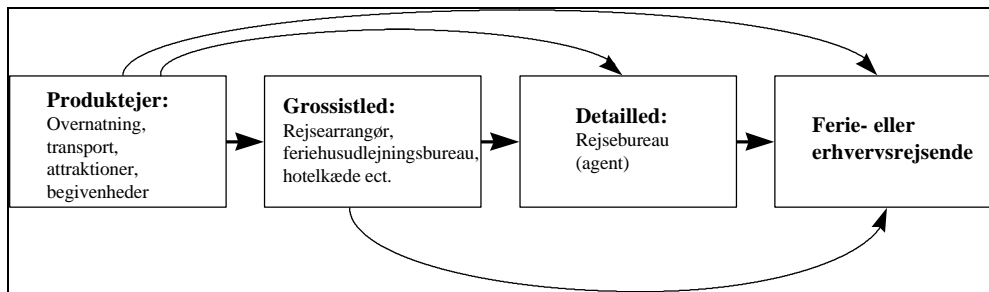 Produktejer:
Overnatning,
transport,
attraktioner,
begivenheder
Grossistled:
Rejsearrangør,
feriehusudlejningsbureau,
hotelkæde ect.
Detailled:
Rejsebureau
(agent)
Ferie- eller
erhvervsrejsende